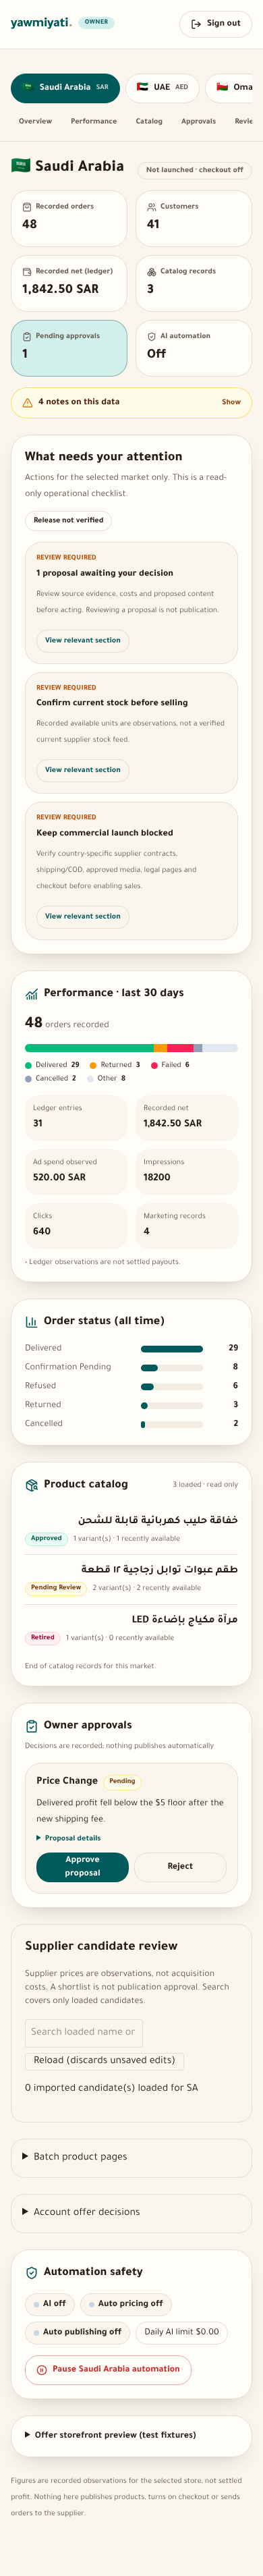 yawmiyati. OWNER Sign out
Saudi Arabia SAR UAE AED Oma
Overview Performance Catalog Approvals Revie
Saudi Arabia Not launched · checkout off
Recorded orders
48
Customers
41
Recorded net (ledger)
1,842.50 SAR
Catalog records
3
Pending approvals
1
AI automation
Off
4 notes on this data Show
What needs your attention
Actions for the selected market only. This is a read-
only operational checklist.
Release not verified
REVIEW REQUIRED
1 proposal awaiting your decision
Review source evidence, costs and proposed content
before acting. Reviewing a proposal is not publication.
View relevant section
REVIEW REQUIRED
Confirm current stock before selling
Recorded available units are observations, not a verified
current supplier stock feed.
View relevant section
REVIEW REQUIRED
Keep commercial launch blocked
Verify country-specific supplier contracts,
shipping/COD, approved media, legal pages and
checkout before enabling sales.
View relevant section
Performance · last 30 days
48 orders recorded
Delivered 29 Returned 3 Failed 6
Cancelled 2 Other 8
Ledger entries
31
Recorded net
1,842.50 SAR
Ad spend observed
520.00 SAR
Impressions
18200
Clicks
640
Marketing records
4
- Ledger observations are not settled payouts.
Order status (all time)
Delivered 29
Confirmation Pending 8
Refused 6
Returned 3
Cancelled 2
Product catalog 3 loaded · read only
خفاقة حليب كهربائية قابلة للشحن
Approved 1 variant(s) · 1 recently available
طقم عبوات توابل زجاجية ١٢ قطعة
Pending Review 2 variant(s) · 2 recently available
مرآة مكياج بإضاءة LED
Retired 1 variant(s) · 0 recently available
End of catalog records for this market.
Owner approvals
Decisions are recorded; nothing publishes automatically
Price Change Pending
Delivered profit fell below the $5 floor after the
new shipping fee.
Proposal details
Approve
proposal
Reject
Supplier candidate review
Supplier prices are observations, not acquisition
costs. A shortlist is not publication approval. Search
covers only loaded candidates.
Search loaded name or
Reload (discards unsaved edits)
0 imported candidate(s) loaded for SA
Batch product pages
Account offer decisions
Automation safety
AI off Auto pricing off
Auto publishing off Daily AI limit $0.00
Pause Saudi Arabia automation
Offer storefront preview (test fixtures)
Figures are recorded observations for the selected store, not settled
profit. Nothing here publishes products, turns on checkout or sends
orders to the supplier.